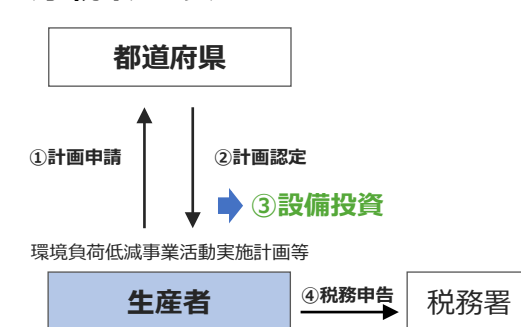 都道府県
①計画申請
②計画認定
③設備投資
環境負荷低減事業活動実施計画等
生産者
④税務申告
税務署